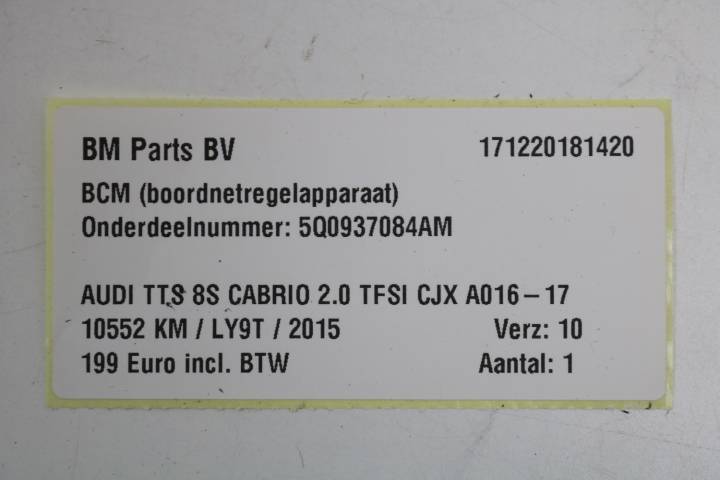 BM Parts BV 171220181420
BCM (boordnetregelapparaat)
Onderdeelnummer: 5Q0937084AM
AUDI TTS 8S CABRIO 2.0 TFSI CJX A016-17
10552 KM / LY9T / 2015 Verz: 10
199 Euro incl. BTW Aantal: 1